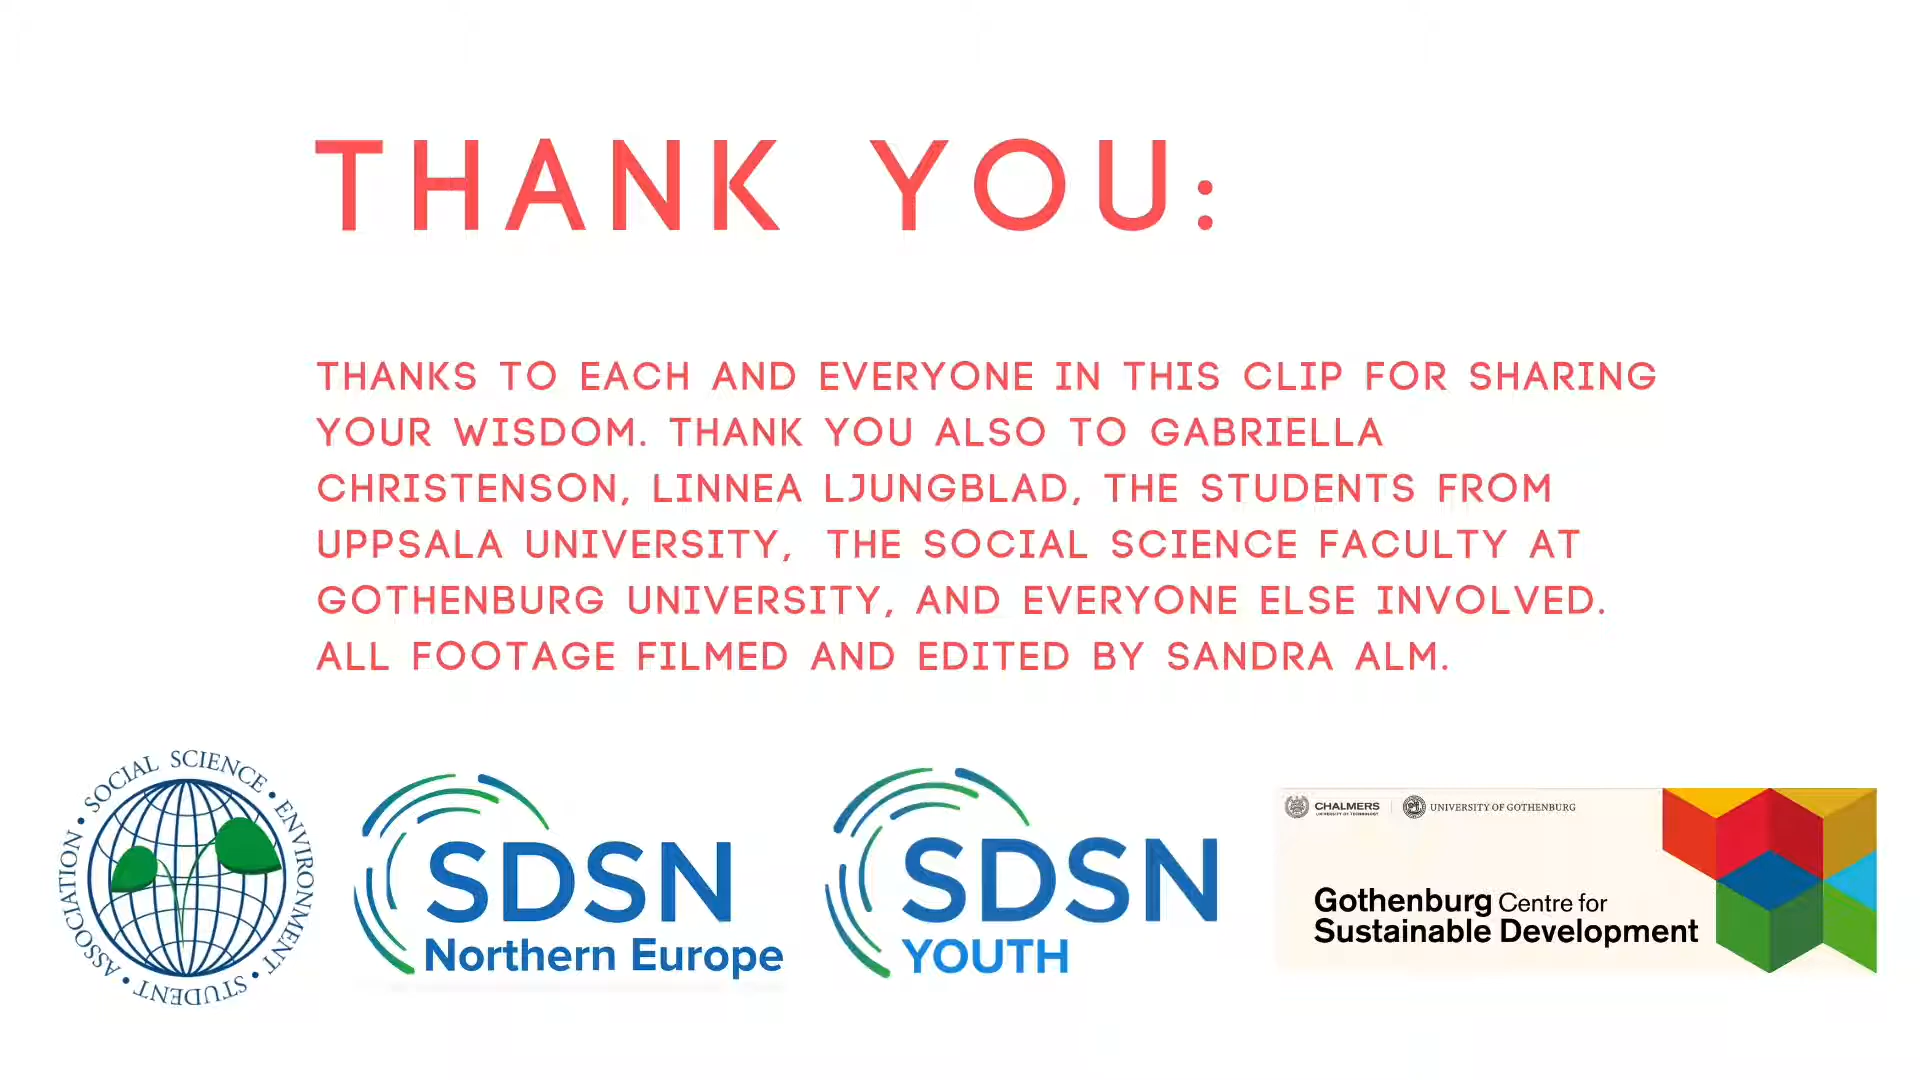 THANK YOU:
THANKS TO EACH AND EVERYONE IN THIS CLIP FOR SHARING
YOUR WISDOM. THANK YOU ALSO TO GABRIELLA
CHRISTENSON, LINNEA LJUNGBLAD, THE STUDENTS FROM
UPPSALA UNIVERSITY, THE SOCIAL SCIENCE FACULTY AT
GOTHENBURG UNIVERSITY, AND EVERYONE ELSE INVOLVED.
ALL FOOTAGE FILMED AND EDITED BY SANDRA ALM.
SOCIAL SCIENCE • ENVIRONMENT • STUDENT • ASSOCIATION •
SDSN
Northern Europe
SDSN
YOUTH
CHALMERS
UNIVERSITY OF TECHNOLOGY
UNIVERSITY OF GOTHENBURG
Gothenburg Centre for
Sustainable Development